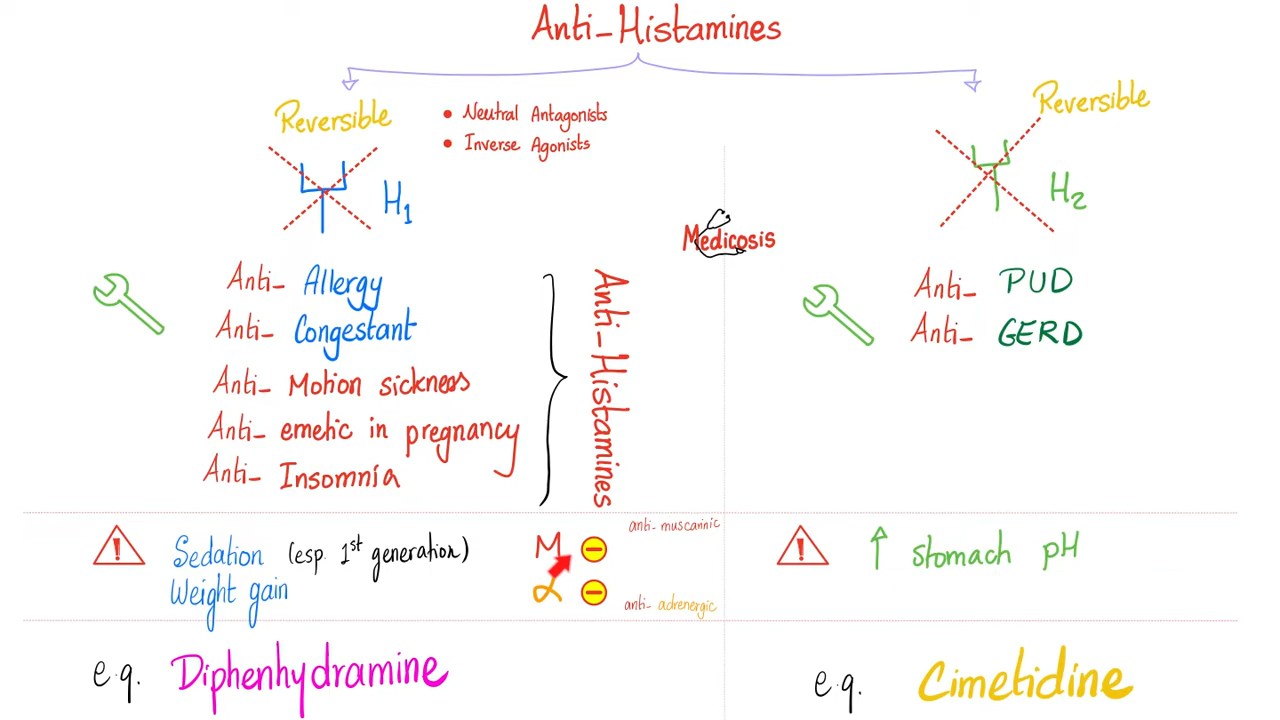 Anti-Histamines
Reversible
• Neutral Antagonists
• Inverse Agonists
H1
Reversible
H2
Medicosis
Anti- Allergy
Anti- Congestant
Anti- Motion sickness
Anti- emetic in pregnancy
Anti- Insomnia
Anti-Histamines
Anti- PUD
Anti- GERD
! Sedation (esp. 1st generation)
Weight gain
M −
anti-muscarinic
α −
anti-adrenergic
! ↑ stomach pH
e.g. Diphenhydramine
e.g. Cimetidine